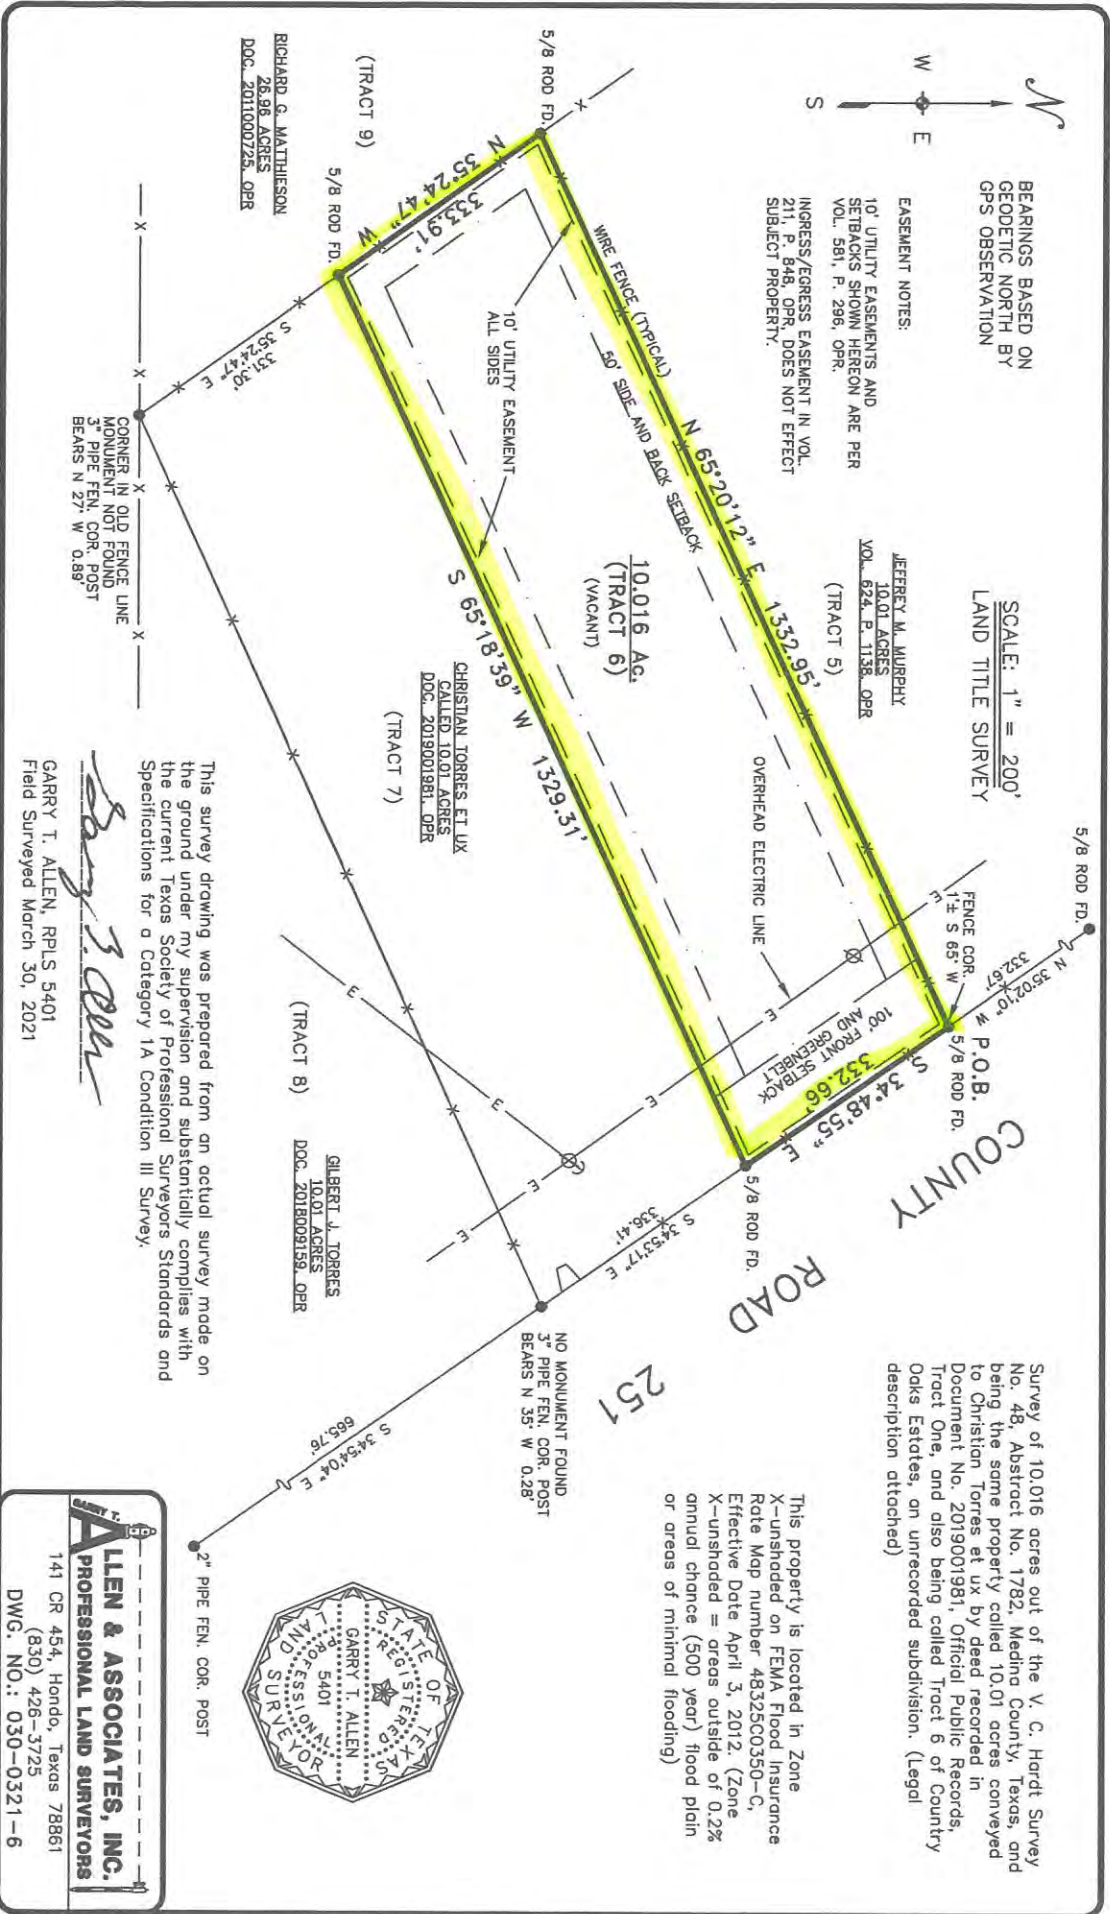 N
W E
S
BEARINGS BASED ON
GEODETIC NORTH BY
GPS OBSERVATION
EASEMENT NOTES:
10' UTILITY EASEMENTS AND
SETBACKS SHOWN HEREON ARE PER
VOL. 581, P. 296, OPR.
INGRESS/EGRESS EASEMENT IN VOL.
211, P. 848, OPR, DOES NOT EFFECT
SUBJECT PROPERTY.
SCALE: 1" = 200'
LAND TITLE SURVEY
JEFFREY M. MURPHY
10.01 ACRES
VOL. 624, P. 1138, OPR
(TRACT 5)
5/8 ROD FD.
N 35°02'10" W
332.67
FENCE COR.
1'± S 65° W
P.O.B.
5/8 ROD FD.
COUNTY
ROAD
251
Survey of 10.016 acres out of the V. C. Hardt Survey
No. 48, Abstract No. 1782, Medina County, Texas, and
being the same property called 10.01 acres conveyed
to Christian Torres et ux by deed recorded in
Document No. 2019001981, Official Public Records,
Tract One, and also being called Tract 6 of Country
Oaks Estates, an unrecorded subdivision. (Legal
description attached)
This property is located in Zone
X-unshaded on FEMA Flood Insurance
Rate Map number 48325C0350-C,
Effective Date April 3, 2012. (Zone
X-unshaded = areas outside of 0.2%
annual chance (500 year) flood plain
or areas of minimal flooding)
5/8 ROD FD.
WIRE FENCE (TYPICAL)
N 65°20'12" E 1332.95'
50' SIDE AND BACK SETBACK
10' UTILITY EASEMENT
ALL SIDES
10.016 Ac.
(TRACT 6)
(VACANT)
OVERHEAD ELECTRIC LINE
100' FRONT SETBACK
AND GREENBELT
S 34°48'55" E
332.66'
5/8 ROD FD.
N 35°24'47" W
333.91'
S 65°18'39" W 1329.31'
(TRACT 9)
RICHARD G. MATTHIESON
26.96 ACRES
DOC. 2011000725, OPR
5/8 ROD FD.
S 35°24'47" E
331.30'
CORNER IN OLD FENCE LINE
MONUMENT NOT FOUND
3" PIPE FEN. COR. POST
BEARS N 27° W 0.89'
CHRISTIAN TORRES ET UX
CALLED 10.01 ACRES
DOC. 2019001981, OPR
(TRACT 7)
S 34°53'17" E
336.41'
NO MONUMENT FOUND
3" PIPE FEN. COR. POST
BEARS N 35° W 0.28'
(TRACT 8)
GILBERT J. TORRES
10.01 ACRES
DOC. 2018009159, OPR
S 34°54'04" E
665.76'
2" PIPE FEN. COR. POST
This survey drawing was prepared from an actual survey made on
the ground under my supervision and substantially complies with
the current Texas Society of Professional Surveyors Standards and
Specifications for a Category 1A Condition III Survey.
Garry T. Allen
GARRY T. ALLEN, RPLS 5401
Field Surveyed March 30, 2021
STATE OF TEXAS
REGISTERED
GARRY T. ALLEN
5401
PROFESSIONAL
LAND SURVEYOR
GARRY T.
ALLEN & ASSOCIATES, INC.
PROFESSIONAL LAND SURVEYORS
141 CR 454, Hondo, Texas 78861
(830) 426-3725
DWG. NO.: 030-0321-6